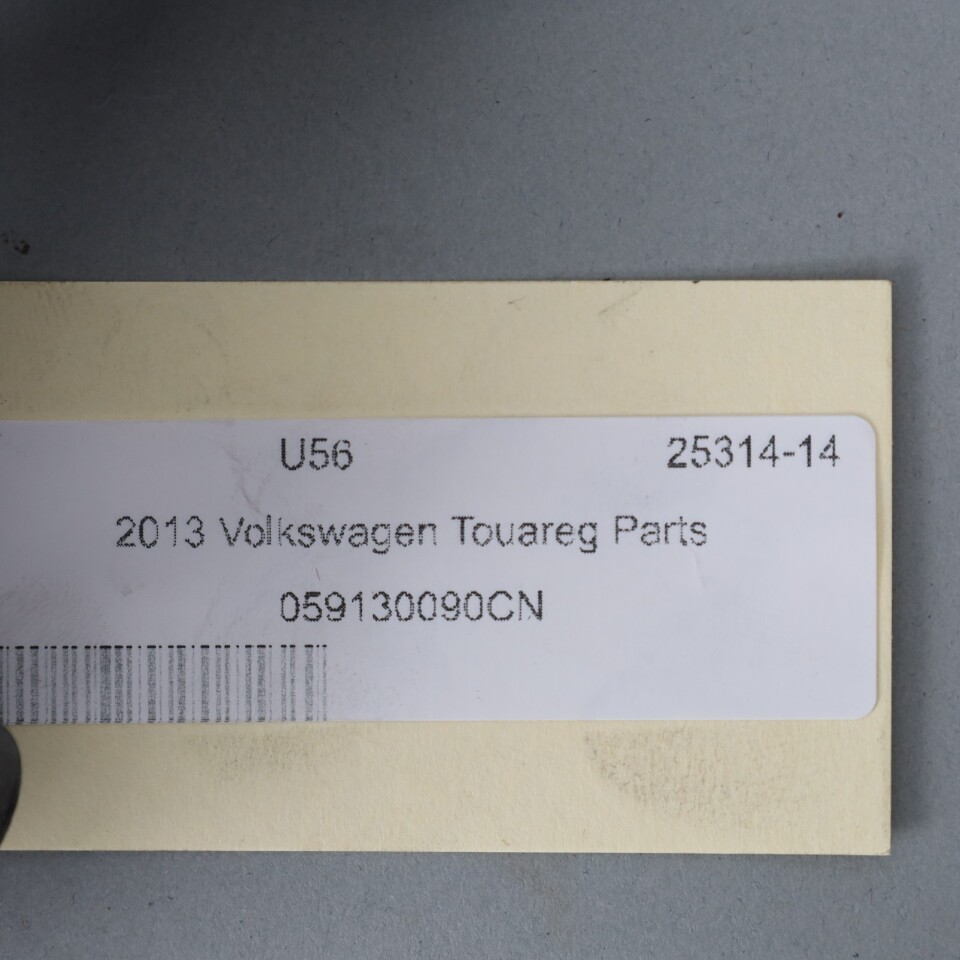 U56 25314-14
2013 Volkswagen Touareg Parts
059130090CN